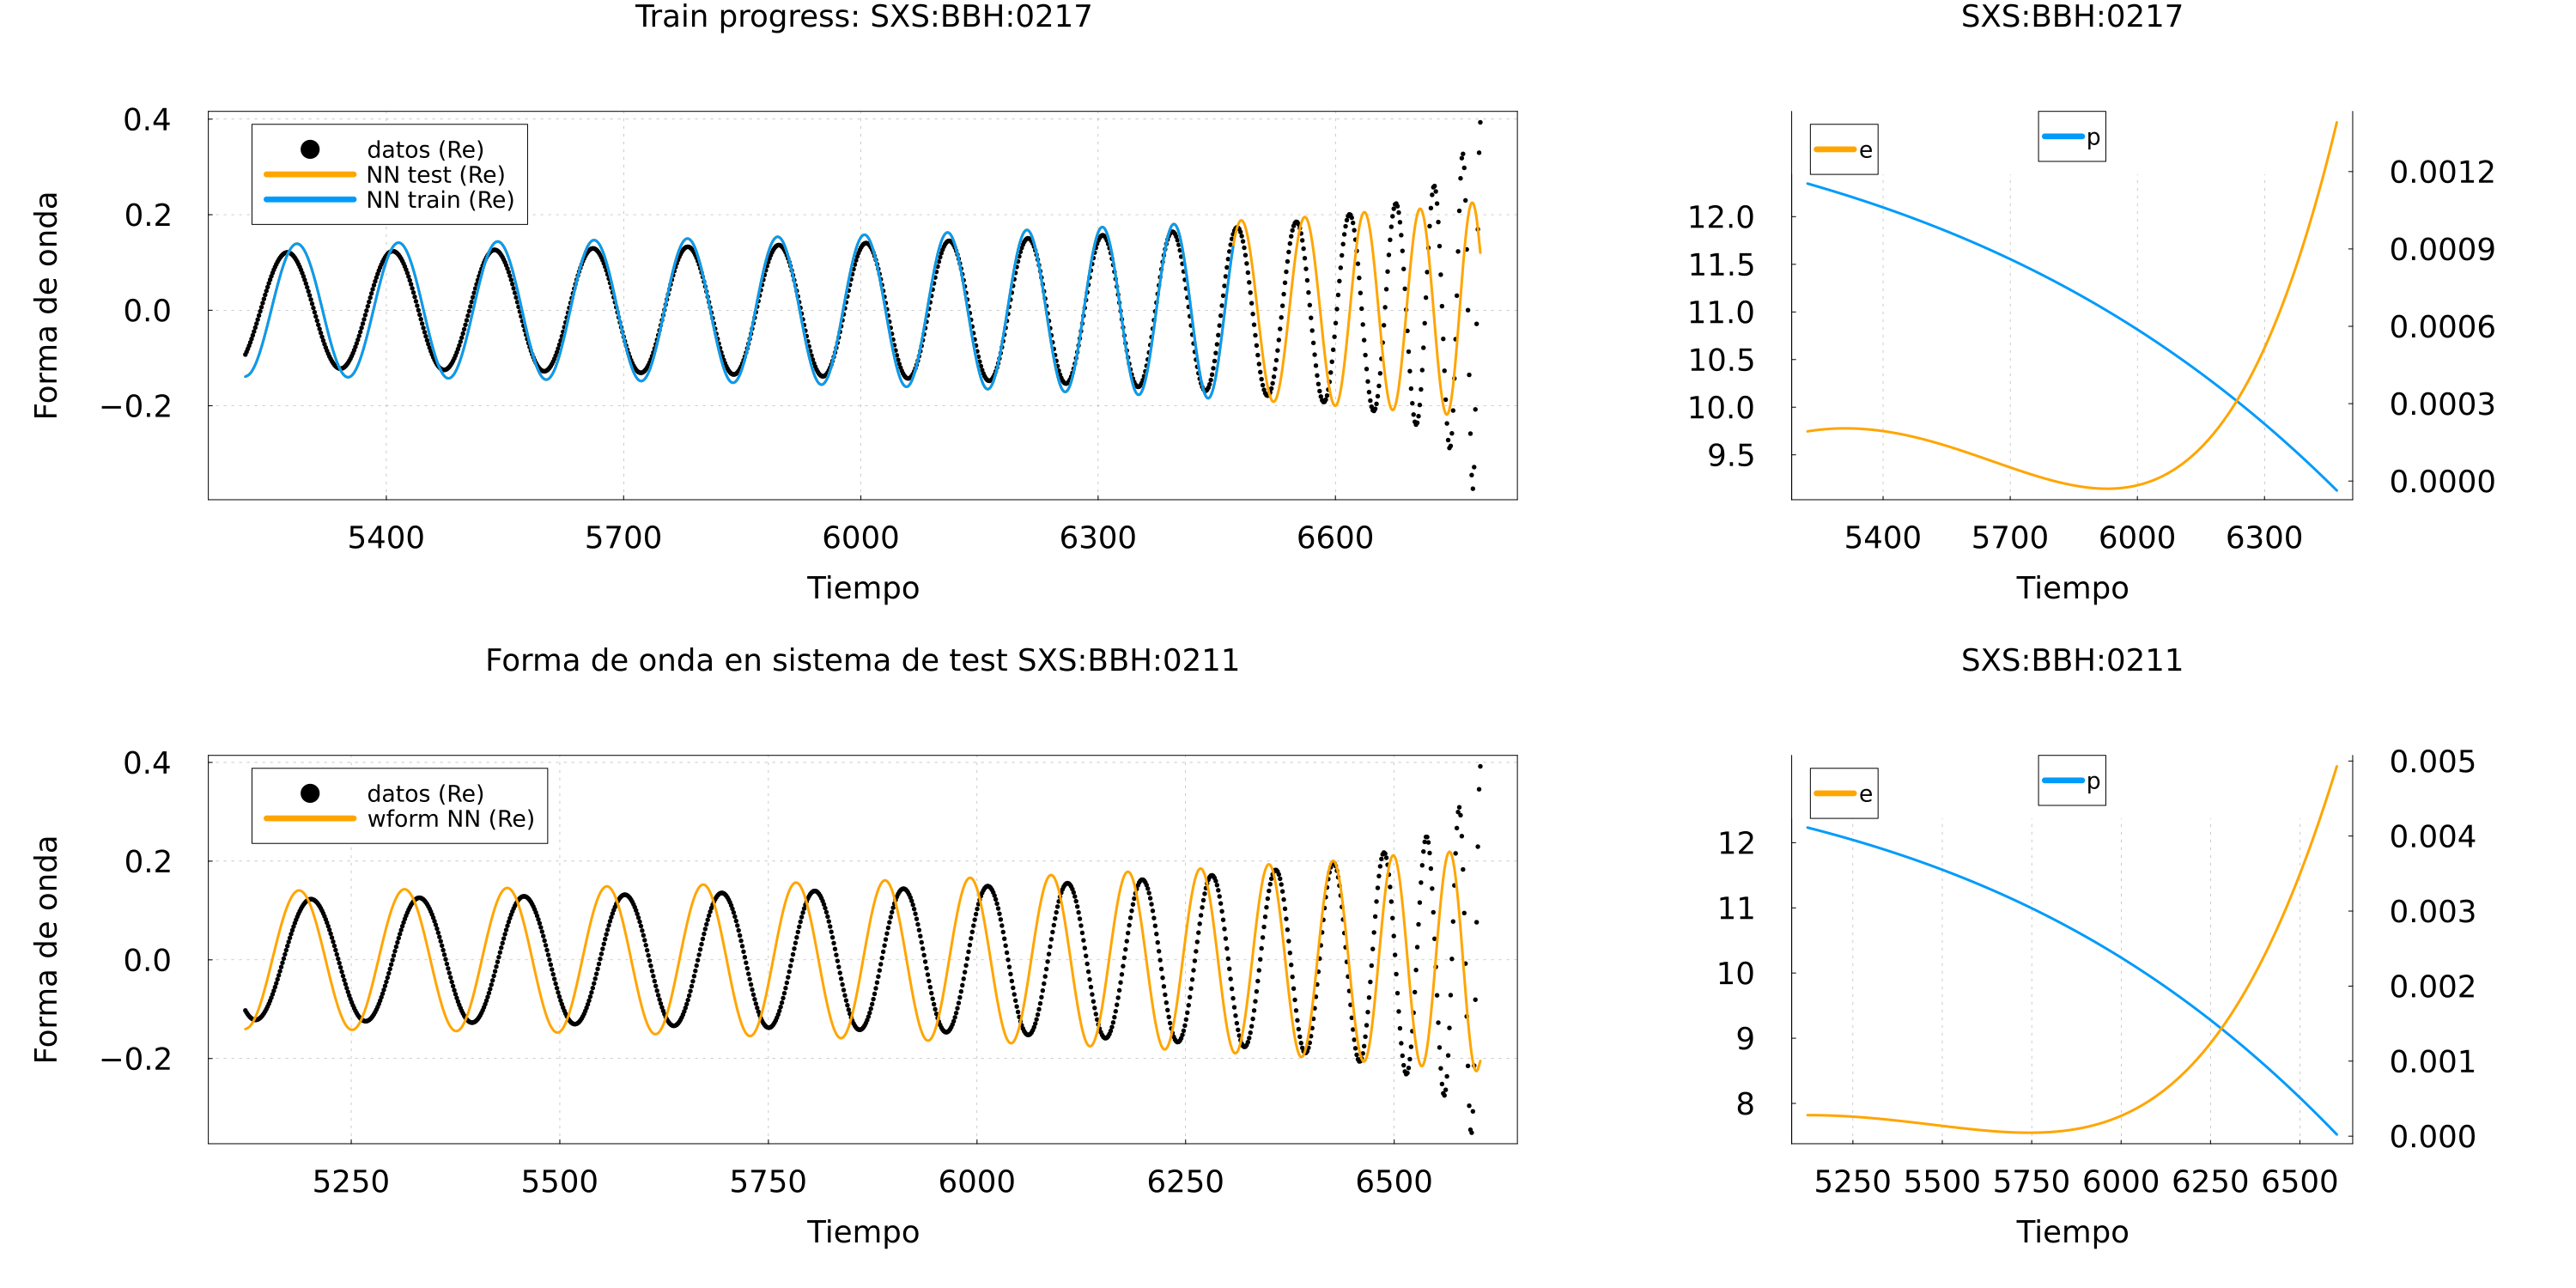 Train progress: SXS:BBH:0217
Forma de onda
0.4
0.2
0.0
−0.2
datos (Re)
NN test (Re)
NN train (Re)
5400 5700 6000 6300 6600
Tiempo
SXS:BBH:0217
e
p
12.0
11.5
11.0
10.5
10.0
9.5
0.0012
0.0009
0.0006
0.0003
0.0000
5400 5700 6000 6300
Tiempo
Forma de onda en sistema de test SXS:BBH:0211
Forma de onda
0.4
0.2
0.0
−0.2
datos (Re)
wform NN (Re)
5250 5500 5750 6000 6250 6500
Tiempo
SXS:BBH:0211
e
p
12
11
10
9
8
0.005
0.004
0.003
0.002
0.001
0.000
5250 5500 5750 6000 6250 6500
Tiempo